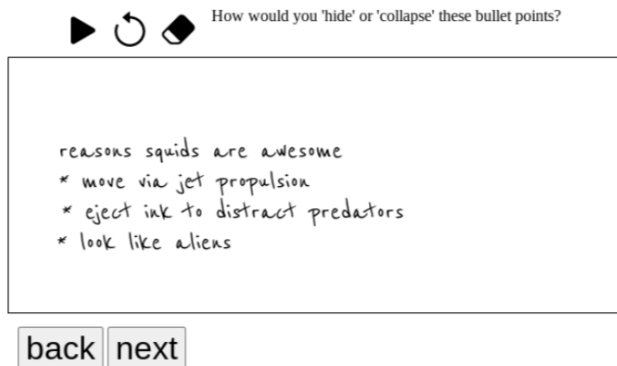 How would you 'hide' or 'collapse' these bullet points?
reasons squids are awesome
* move via jet propulsion
* eject ink to distract predators
* look like aliens
back next